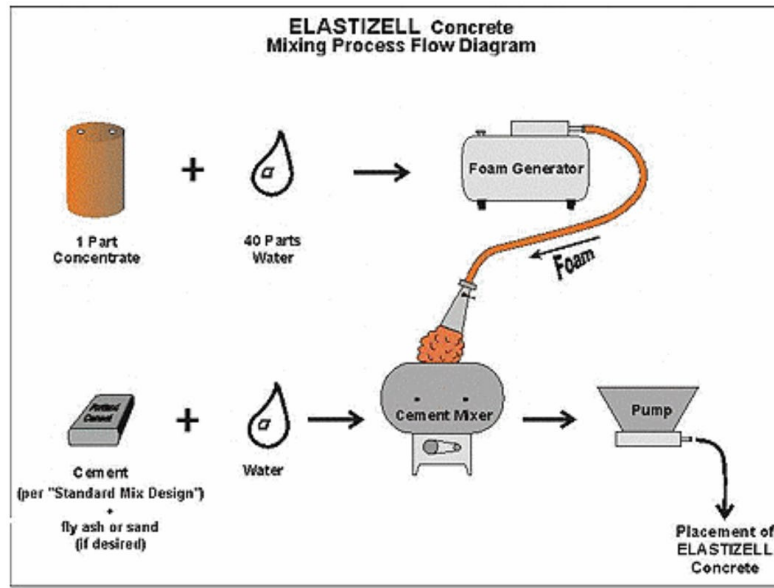 ELASTIZELL Concrete
Mixing Process Flow Diagram
Foam Generator
1 Part
Concentrate
40 Parts
Water
Foam
Portland
Cement
Cement Mixer
Pump
Cement
(per "Standard Mix Design")
+
fly ash or sand
(if desired)
Water
Placement of
ELASTIZELL
Concrete